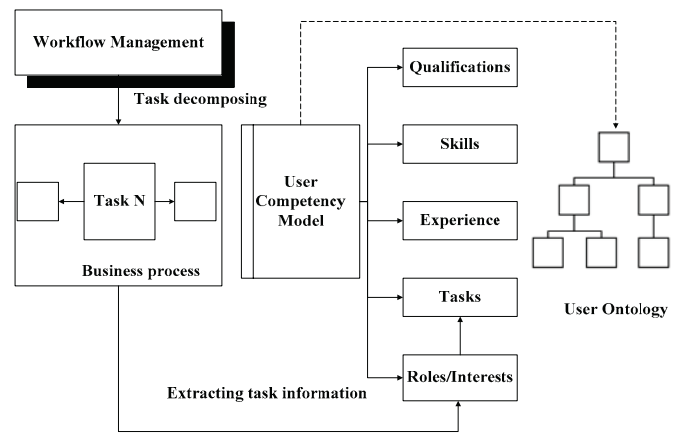 Workflow Management
Task decomposing
Task N
Business process
User
Competency
Model
Qualifications
Skills
Experience
Tasks
Roles/Interests
User Ontology
Extracting task information